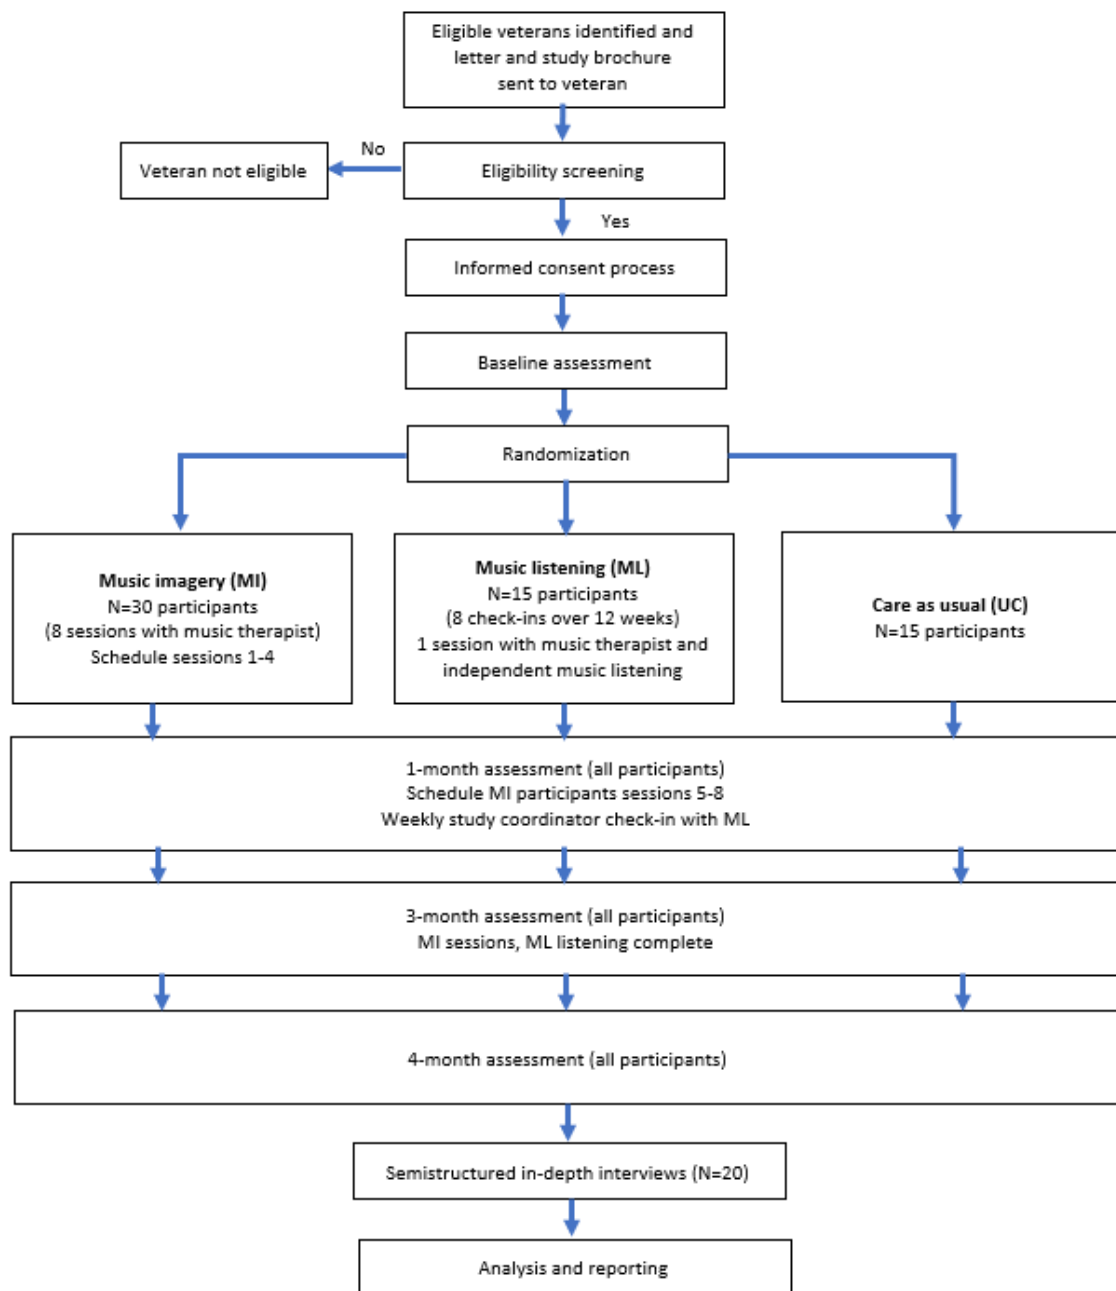 Eligible veterans identified and
letter and study brochure
sent to veteran
No
Veteran not eligible
Eligibility screening
Yes
Informed consent process
Baseline assessment
Randomization
Music imagery (MI)
N=30 participants
(8 sessions with music therapist)
Schedule sessions 1-4
Music listening (ML)
N=15 participants
(8 check-ins over 12 weeks)
1 session with music therapist and
independent music listening
Care as usual (UC)
N=15 participants
1-month assessment (all participants)
Schedule MI participants sessions 5-8
Weekly study coordinator check-in with ML
3-month assessment (all participants)
MI sessions, ML listening complete
4-month assessment (all participants)
Semistructured in-depth interviews (N=20)
Analysis and reporting